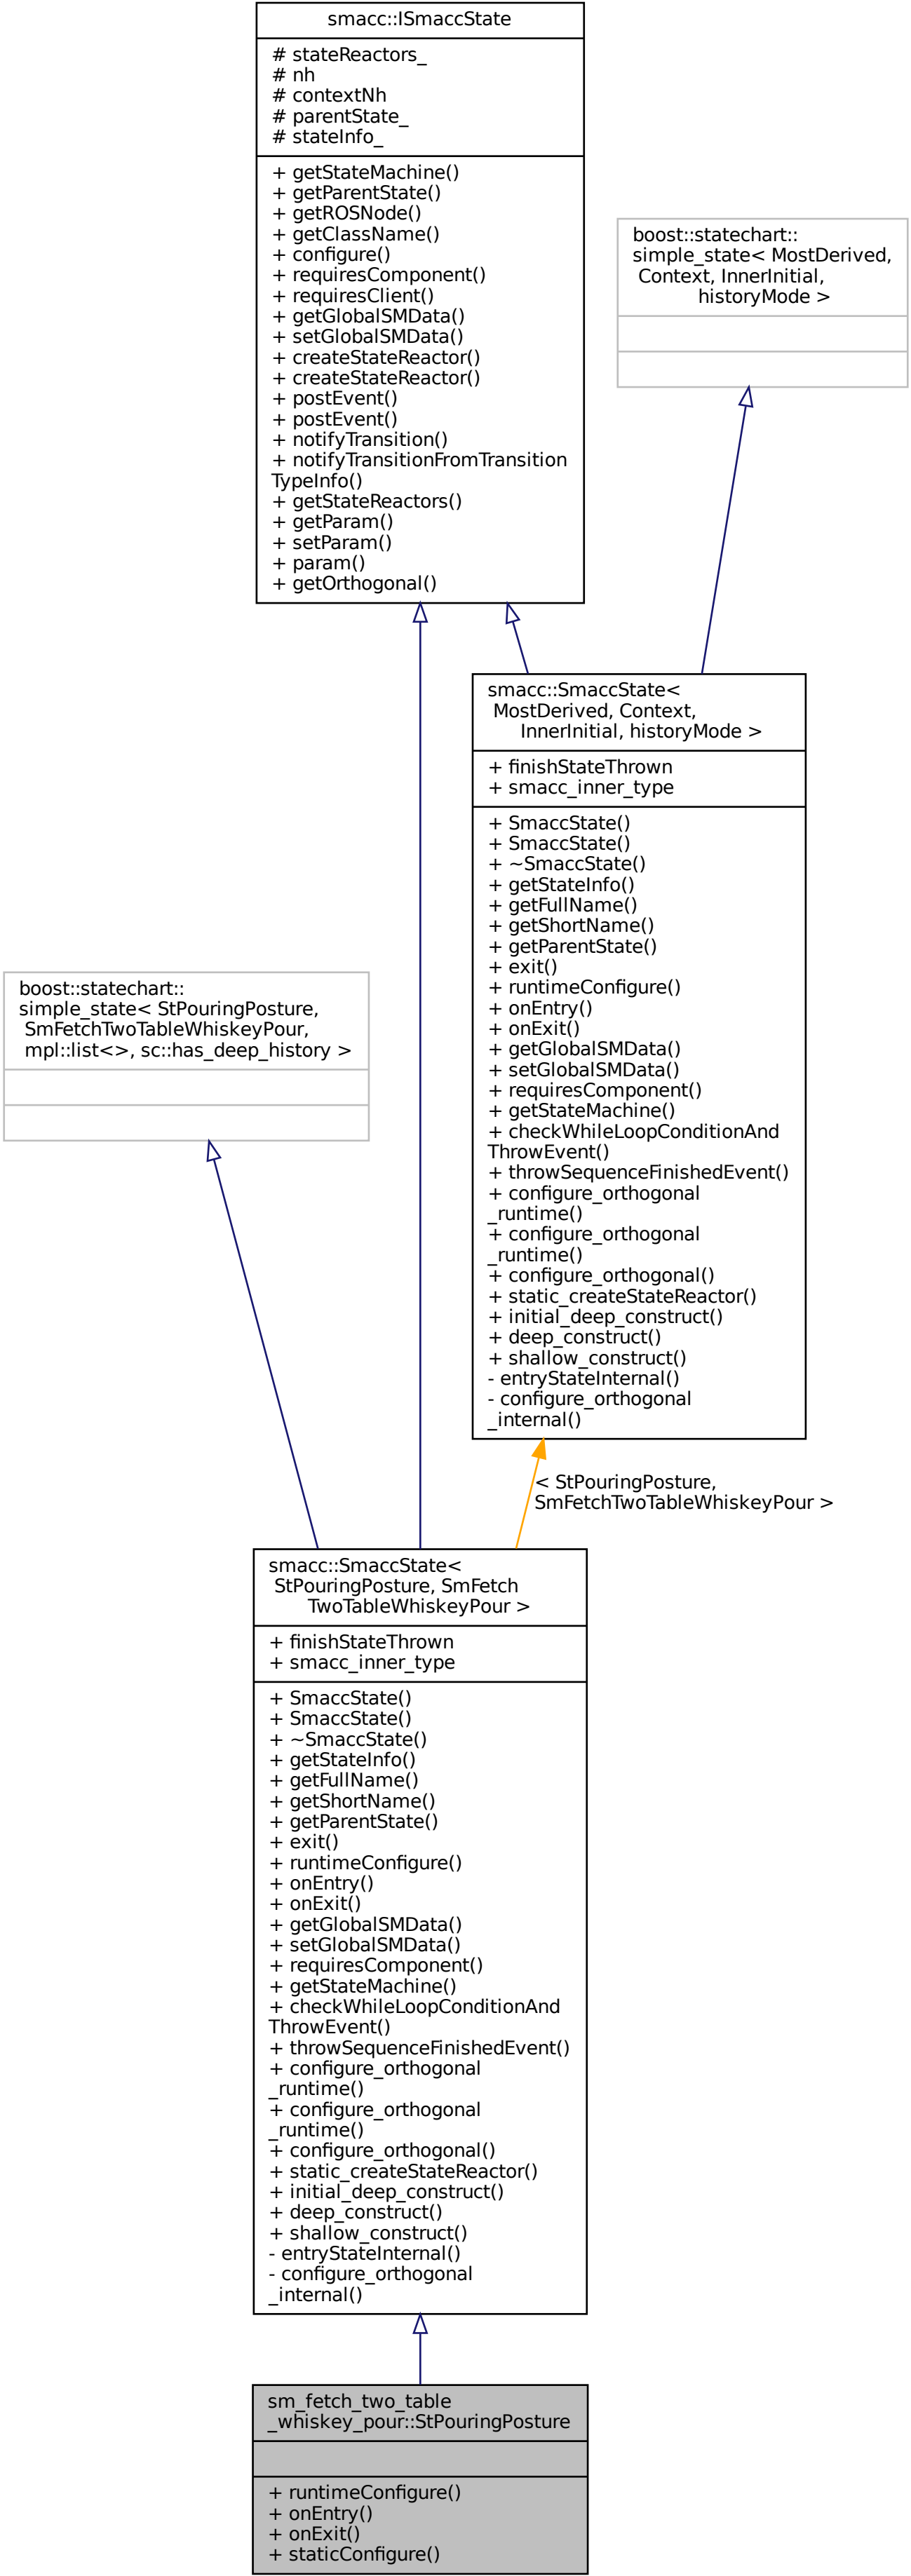 smacc::ISmaccState
# stateReactors_
# nh
# contextNh
# parentState_
# stateInfo_
+ getStateMachine()
+ getParentState()
+ getROSNode()
+ getClassName()
+ configure()
+ requiresComponent()
+ requiresClient()
+ getGlobalSMData()
+ setGlobalSMData()
+ createStateReactor()
+ createStateReactor()
+ postEvent()
+ postEvent()
+ notifyTransition()
+ notifyTransitionFromTransition
TypeInfo()
+ getStateReactors()
+ getParam()
+ setParam()
+ param()
+ getOrthogonal()
boost::statechart::
simple_state< MostDerived,
Context, InnerInitial,
historyMode >
smacc::SmaccState<
MostDerived, Context,
InnerInitial, historyMode >
+ finishStateThrown
+ smacc_inner_type
+ SmaccState()
+ SmaccState()
+ ~SmaccState()
+ getStateInfo()
+ getFullName()
+ getShortName()
+ getParentState()
+ exit()
+ runtimeConfigure()
+ onEntry()
+ onExit()
+ getGlobalSMData()
+ setGlobalSMData()
+ requiresComponent()
+ getStateMachine()
+ checkWhileLoopConditionAnd
ThrowEvent()
+ throwSequenceFinishedEvent()
+ configure_orthogonal
_runtime()
+ configure_orthogonal
_runtime()
+ configure_orthogonal()
+ static_createStateReactor()
+ initial_deep_construct()
+ deep_construct()
+ shallow_construct()
- entryStateInternal()
- configure_orthogonal
_internal()
boost::statechart::
simple_state< StPouringPosture,
SmFetchTwoTableWhiskeyPour,
mpl::list<>, sc::has_deep_history >
< StPouringPosture,
SmFetchTwoTableWhiskeyPour >
smacc::SmaccState<
StPouringPosture, SmFetch
TwoTableWhiskeyPour >
+ finishStateThrown
+ smacc_inner_type
+ SmaccState()
+ SmaccState()
+ ~SmaccState()
+ getStateInfo()
+ getFullName()
+ getShortName()
+ getParentState()
+ exit()
+ runtimeConfigure()
+ onEntry()
+ onExit()
+ getGlobalSMData()
+ setGlobalSMData()
+ requiresComponent()
+ getStateMachine()
+ checkWhileLoopConditionAnd
ThrowEvent()
+ throwSequenceFinishedEvent()
+ configure_orthogonal
_runtime()
+ configure_orthogonal
_runtime()
+ configure_orthogonal()
+ static_createStateReactor()
+ initial_deep_construct()
+ deep_construct()
+ shallow_construct()
- entryStateInternal()
- configure_orthogonal
_internal()
sm_fetch_two_table
_whiskey_pour::StPouringPosture
+ runtimeConfigure()
+ onEntry()
+ onExit()
+ staticConfigure()